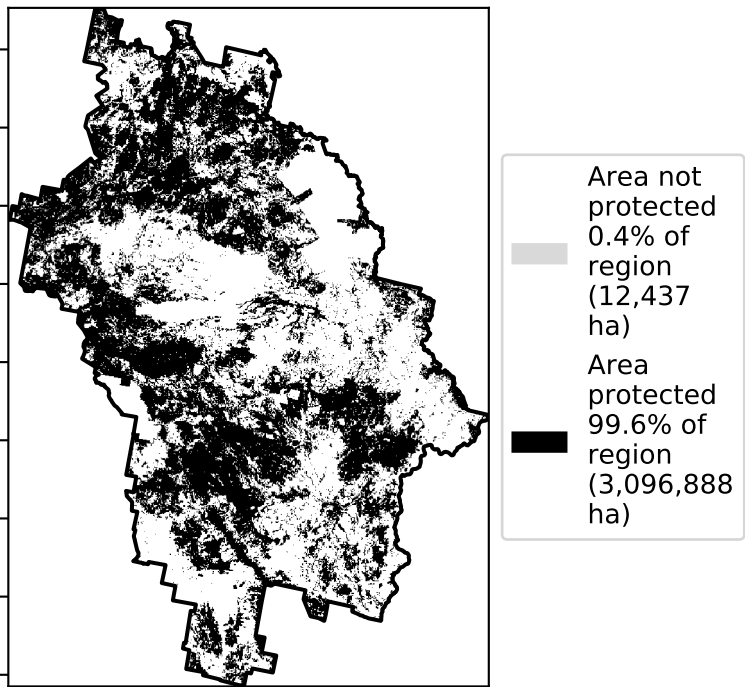 Area not
protected
0.4% of
region
(12,437
ha)
Area
protected
99.6% of
region
(3,096,888
ha)